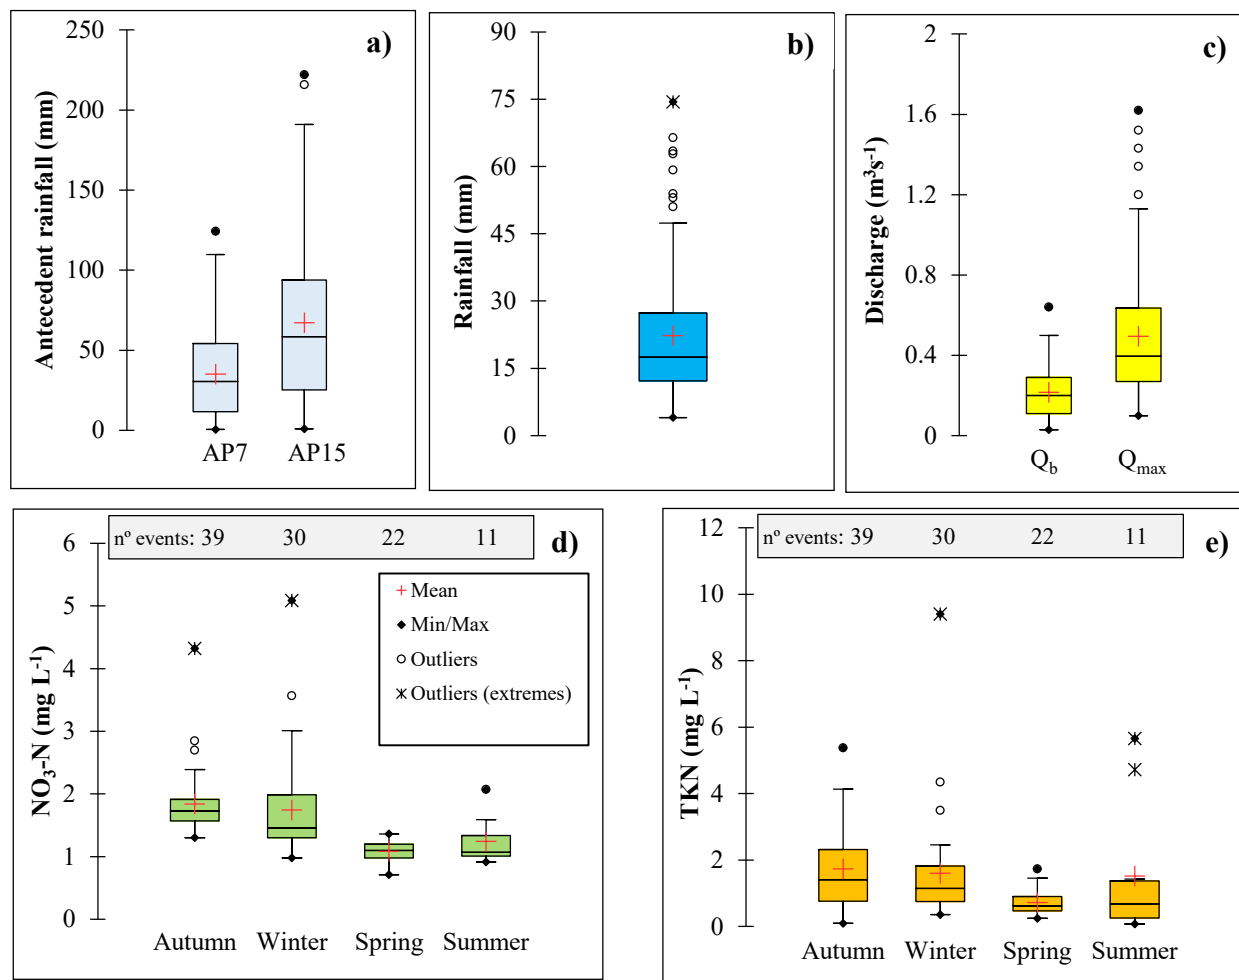 a)
Antecedent rainfall (mm)
250
200
150
100
50
0
AP7 AP15
b)
Rainfall (mm)
90
75
60
45
30
15
0
c)
Discharge (m³s⁻¹)
2
1.6
1.2
0.8
0.4
0
Q_b Q_max
nº events: 39 30 22 11
d)
NO₃-N (mg L⁻¹)
6
5
4
3
2
1
0
Mean
Min/Max
Outliers
Outliers (extremes)
Autumn Winter Spring Summer
nº events: 39 30 22 11
e)
TKN (mg L⁻¹)
12
10
8
6
4
2
0
Autumn Winter Spring Summer